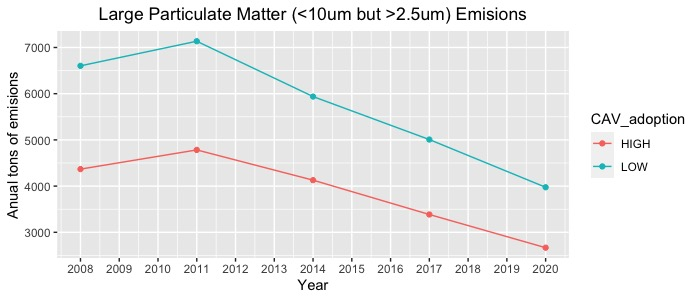 Large Particulate Matter (<10um but >2.5um) Emisions
Anual tons of emisions
7000
6000
5000
4000
3000
2008 2009 2010 2011 2012 2013 2014 2015 2016 2017 2018 2019 2020
Year
CAV_adoption
HIGH
LOW